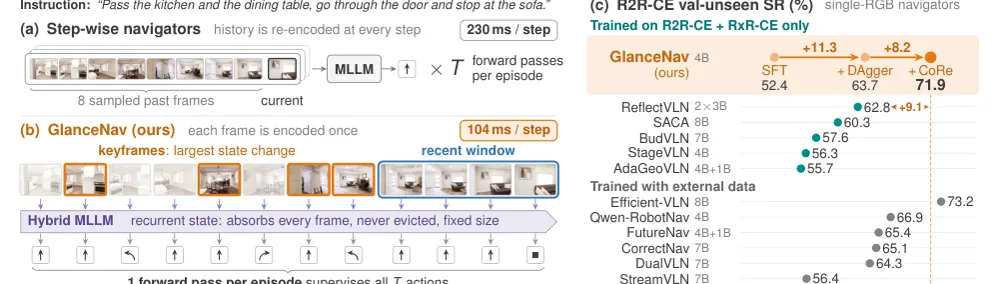 Instruction: "Pass the kitchen and the dining table, go through the door and stop at the sofa."
(a) Step-wise navigators history is re-encoded at every step 230 ms / step
MLLM
× T forward passes per episode
8 sampled past frames current
(b) GlanceNav (ours) each frame is encoded once 104 ms / step
keyframes: largest state change recent window
Hybrid MLLM recurrent state: absorbs every frame, never evicted, fixed size
1 forward pass per episode supervises all T actions
(c) R2R-CE val-unseen SR (%) single-RGB navigators
Trained on R2R-CE + RxR-CE only
+11.3 +8.2
GlanceNav 4B
(ours) SFT + DAgger + CoRe
52.4 63.7 71.9
ReflectVLN 2×3B 62.8 +9.1
SACA 8B 60.3
BudVLN 7B 57.6
StageVLN 4B 56.3
AdaGeoVLN 4B+1B 55.7
Trained with external data
Efficient-VLN 8B 73.2
Qwen-RobotNav 4B 66.9
FutureNav 4B+1B 65.4
CorrectNav 7B 65.1
DualVLN 7B 64.3
StreamVLN 7B 56.4